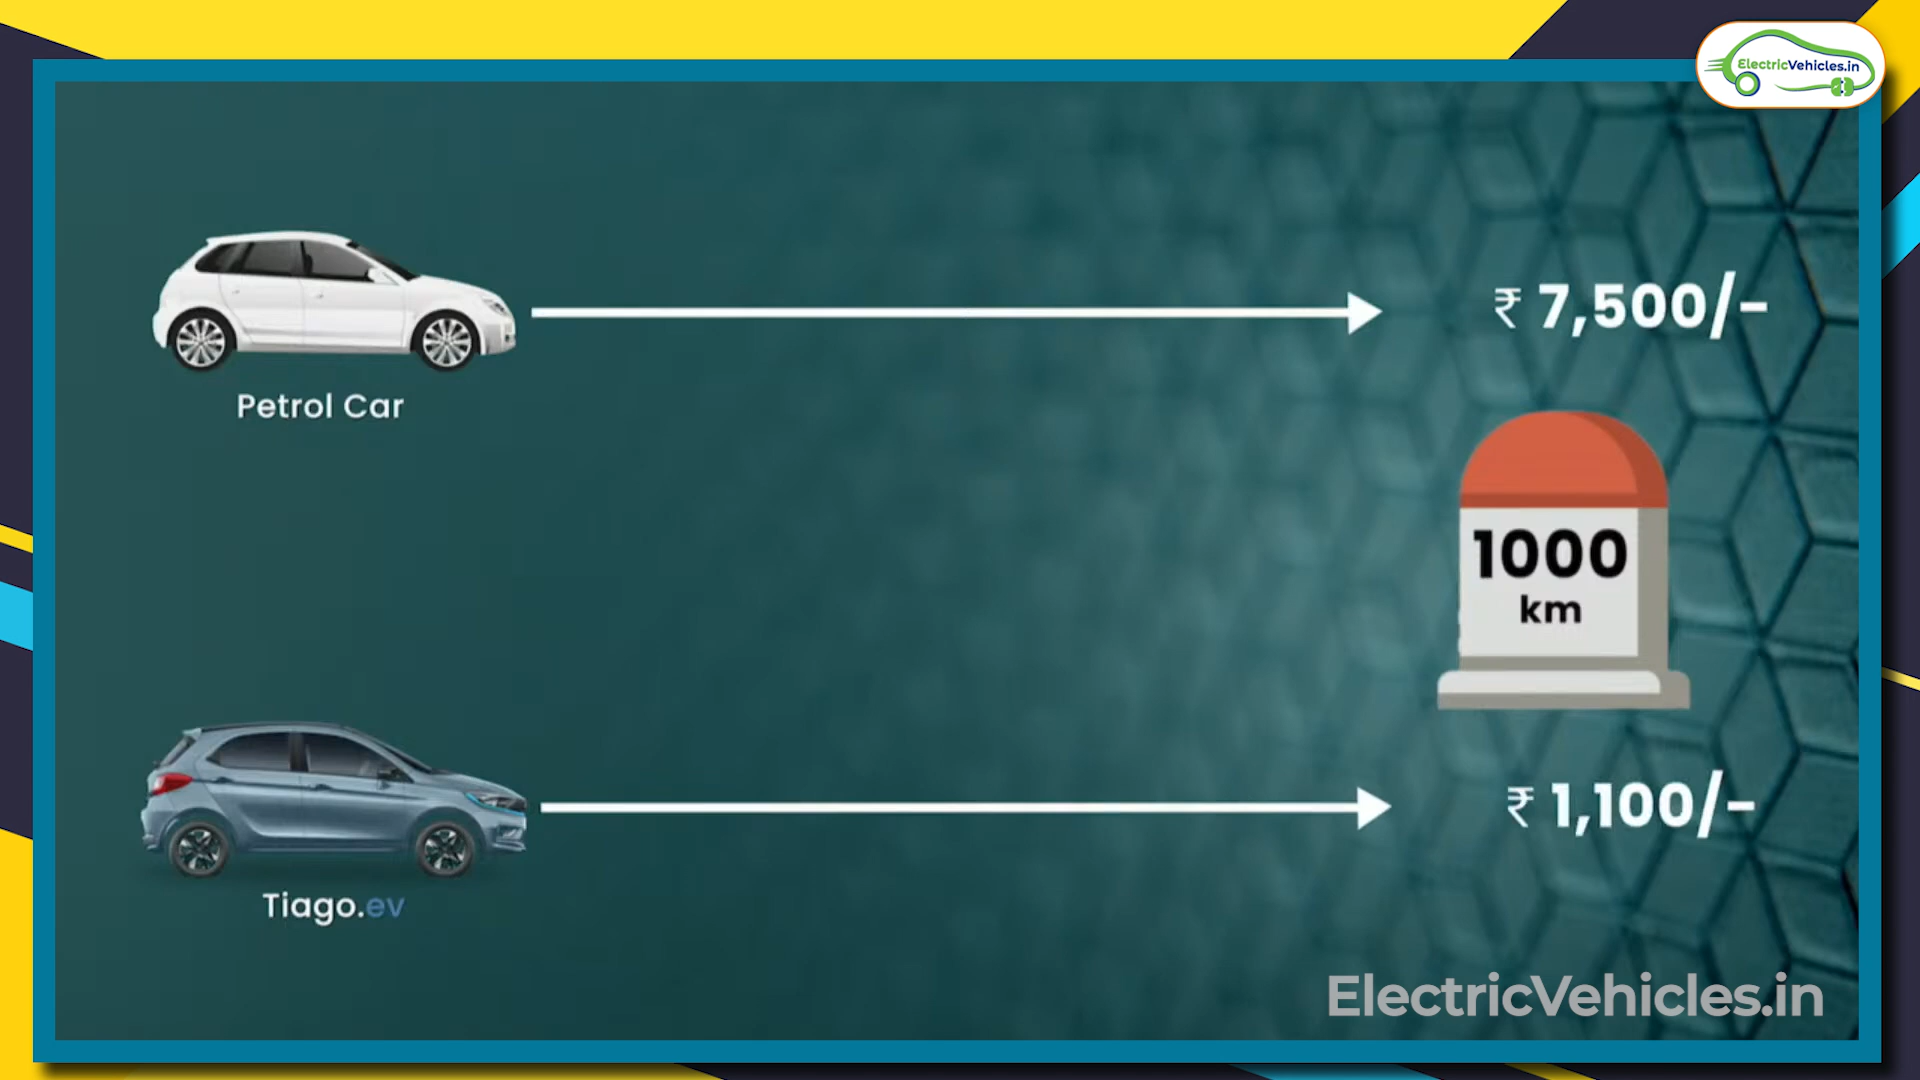 ElectricVehicles.in
₹ 7,500/-
Petrol Car
1000
km
₹ 1,100/-
Tiago.ev
ElectricVehicles.in